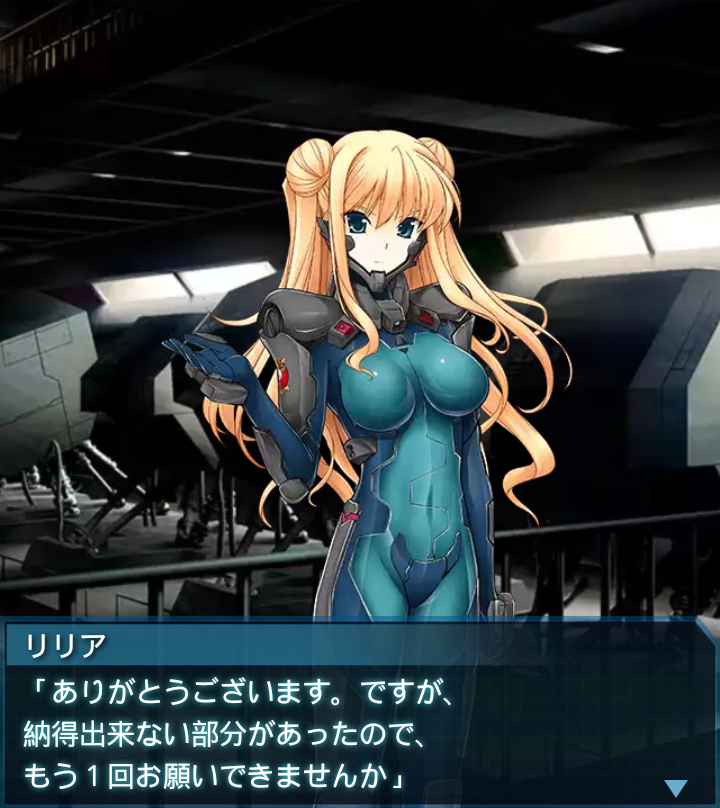 リリア
「ありがとうございます。ですが、
納得出来ない部分があったので、
もう１回お願いできませんか」